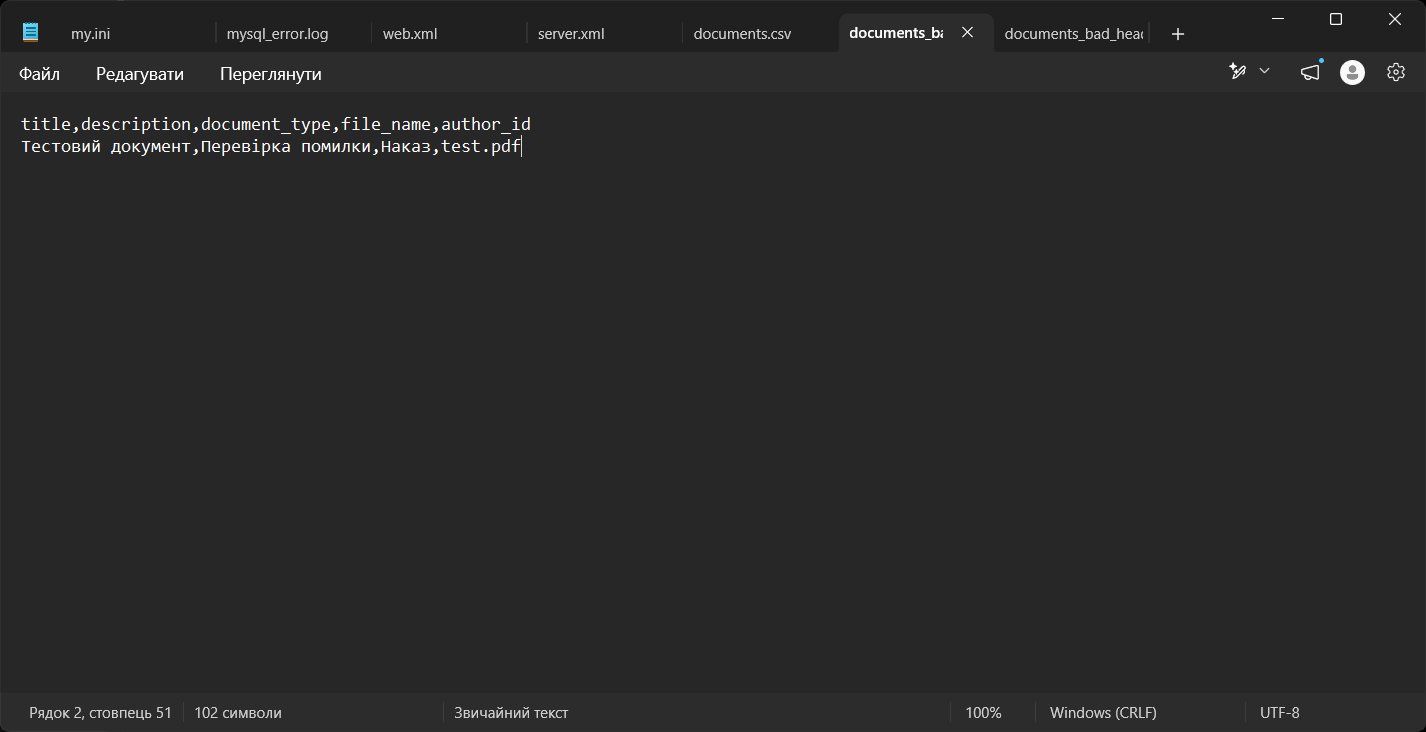 my.ini
mysql_error.log
web.xml
server.xml
documents.csv
documents_ba
documents_bad_head
Файл
Редагувати
Переглянути
title,description,document_type,file_name,author_id
Тестовий документ,Перевірка помилки,Наказ,test.pdf
Рядок 2, стовпець 51
102 символи
Звичайний текст
100%
Windows (CRLF)
UTF-8